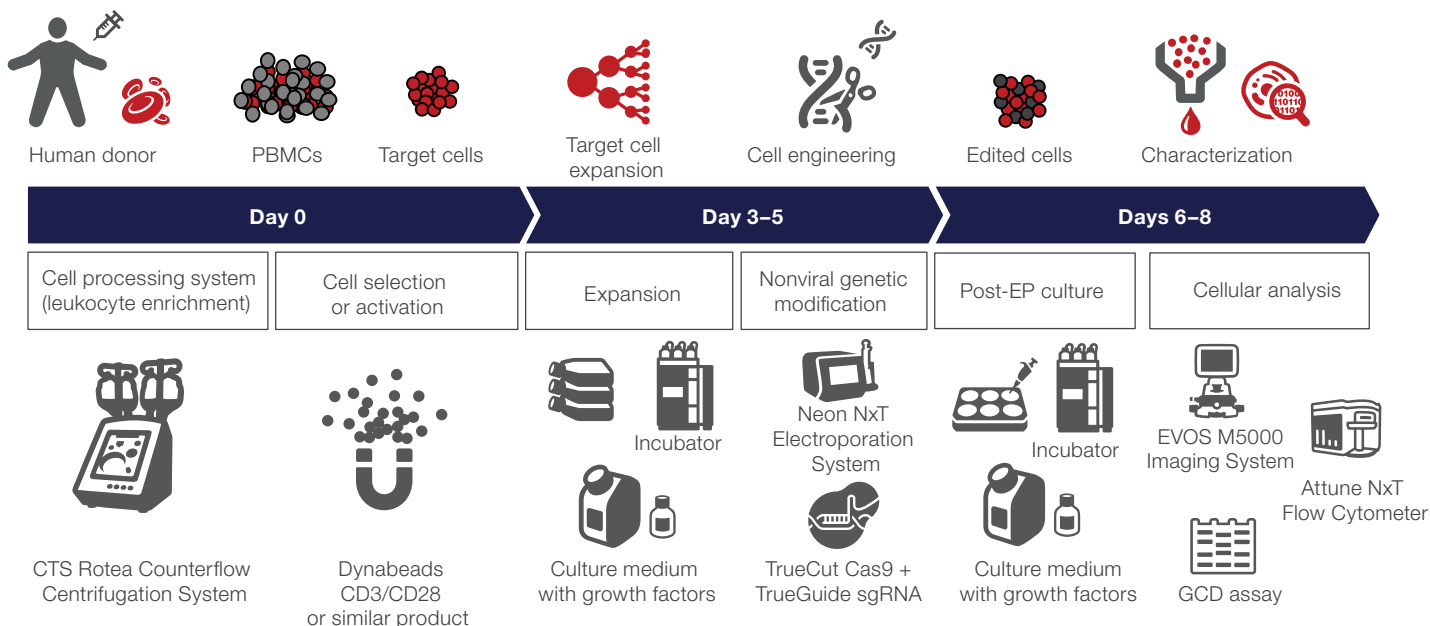 Human donor
PBMCs
Target cells
Target cell
expansion
Cell engineering
Edited cells
Characterization
Day 0
Day 3–5
Days 6–8
Cell processing system
(leukocyte enrichment)
Cell selection
or activation
Expansion
Nonviral genetic
modification
Post-EP culture
Cellular analysis
CTS Rotea Counterflow
Centrifugation System
Dynabeads
CD3/CD28
or similar product
Incubator
Culture medium
with growth factors
Neon NxT
Electroporation
System
TrueCut Cas9 +
TrueGuide sgRNA
Incubator
Culture medium
with growth factors
EVOS M5000
Imaging System
Attune NxT
Flow Cytometer
GCD assay